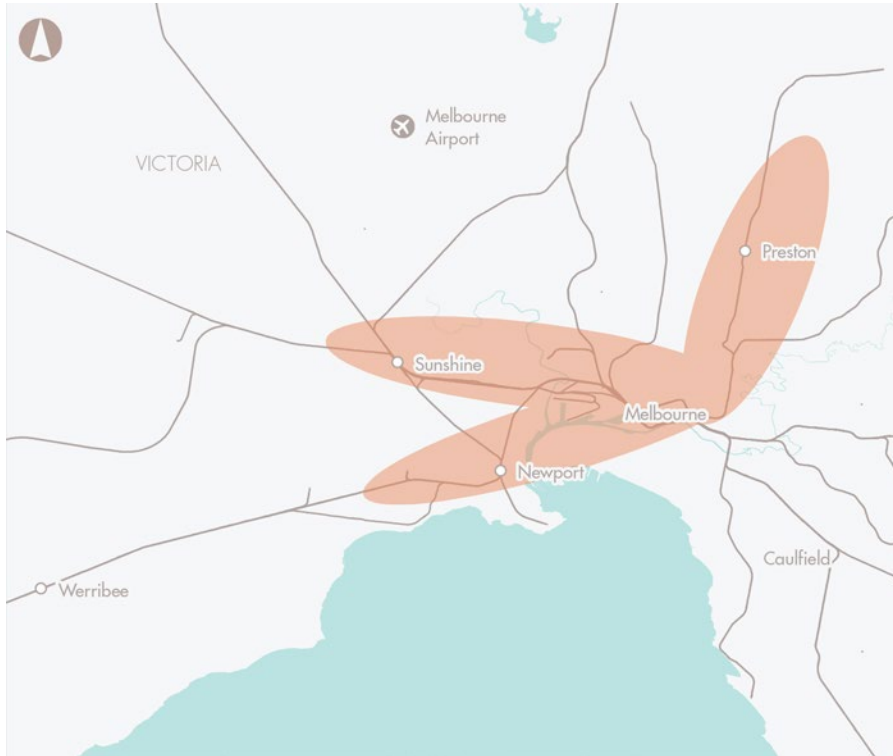 Melbourne
Airport
VICTORIA
Preston
Sunshine
Melbourne
Newport
Caulfield
Werribee